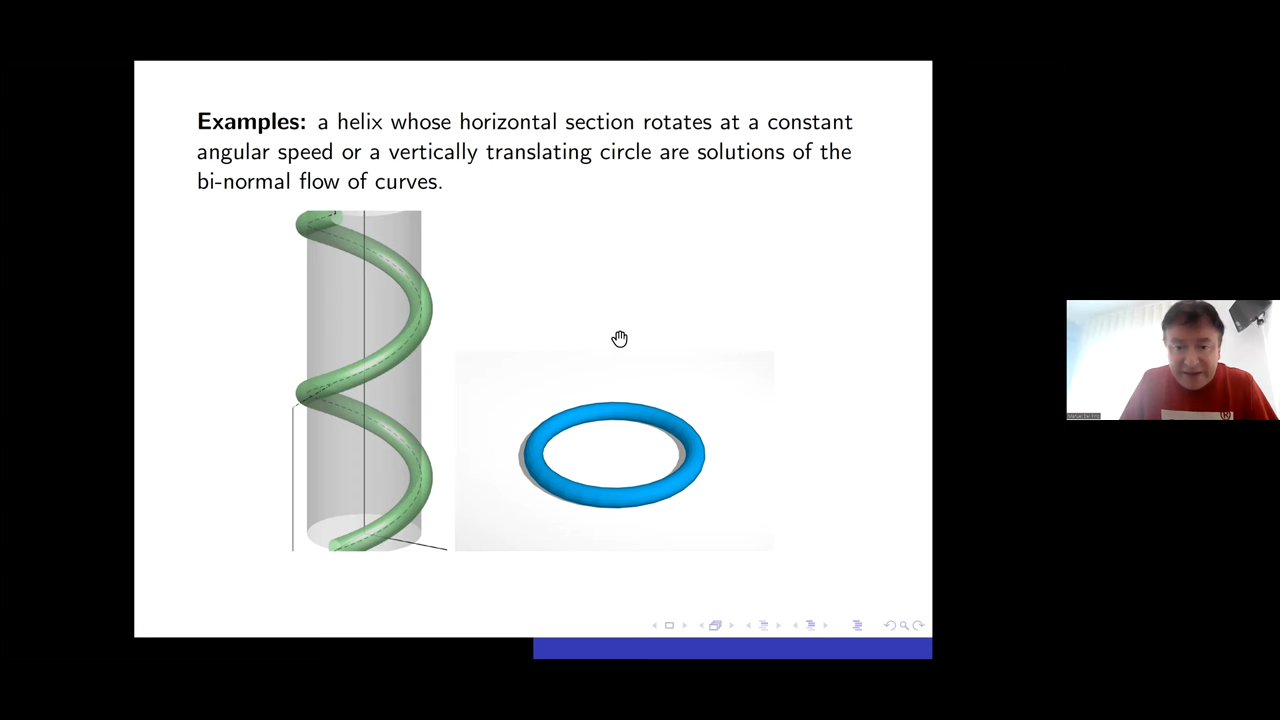 Examples: a helix whose horizontal section rotates at a constant
angular speed or a vertically translating circle are solutions of the
bi-normal flow of curves.
(R)